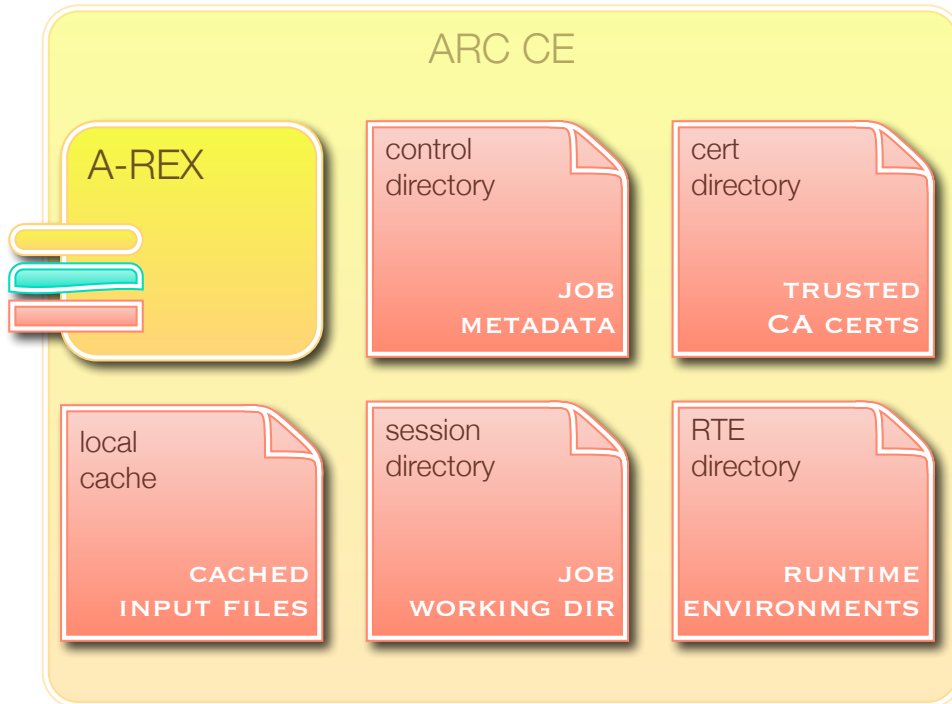 ARC CE
A-REX
control
directory
JOB
METADATA
cert
directory
TRUSTED
CA CERTS
local
cache
CACHED
INPUT FILES
session
directory
JOB
WORKING DIR
RTE
directory
RUNTIME
ENVIRONMENTS